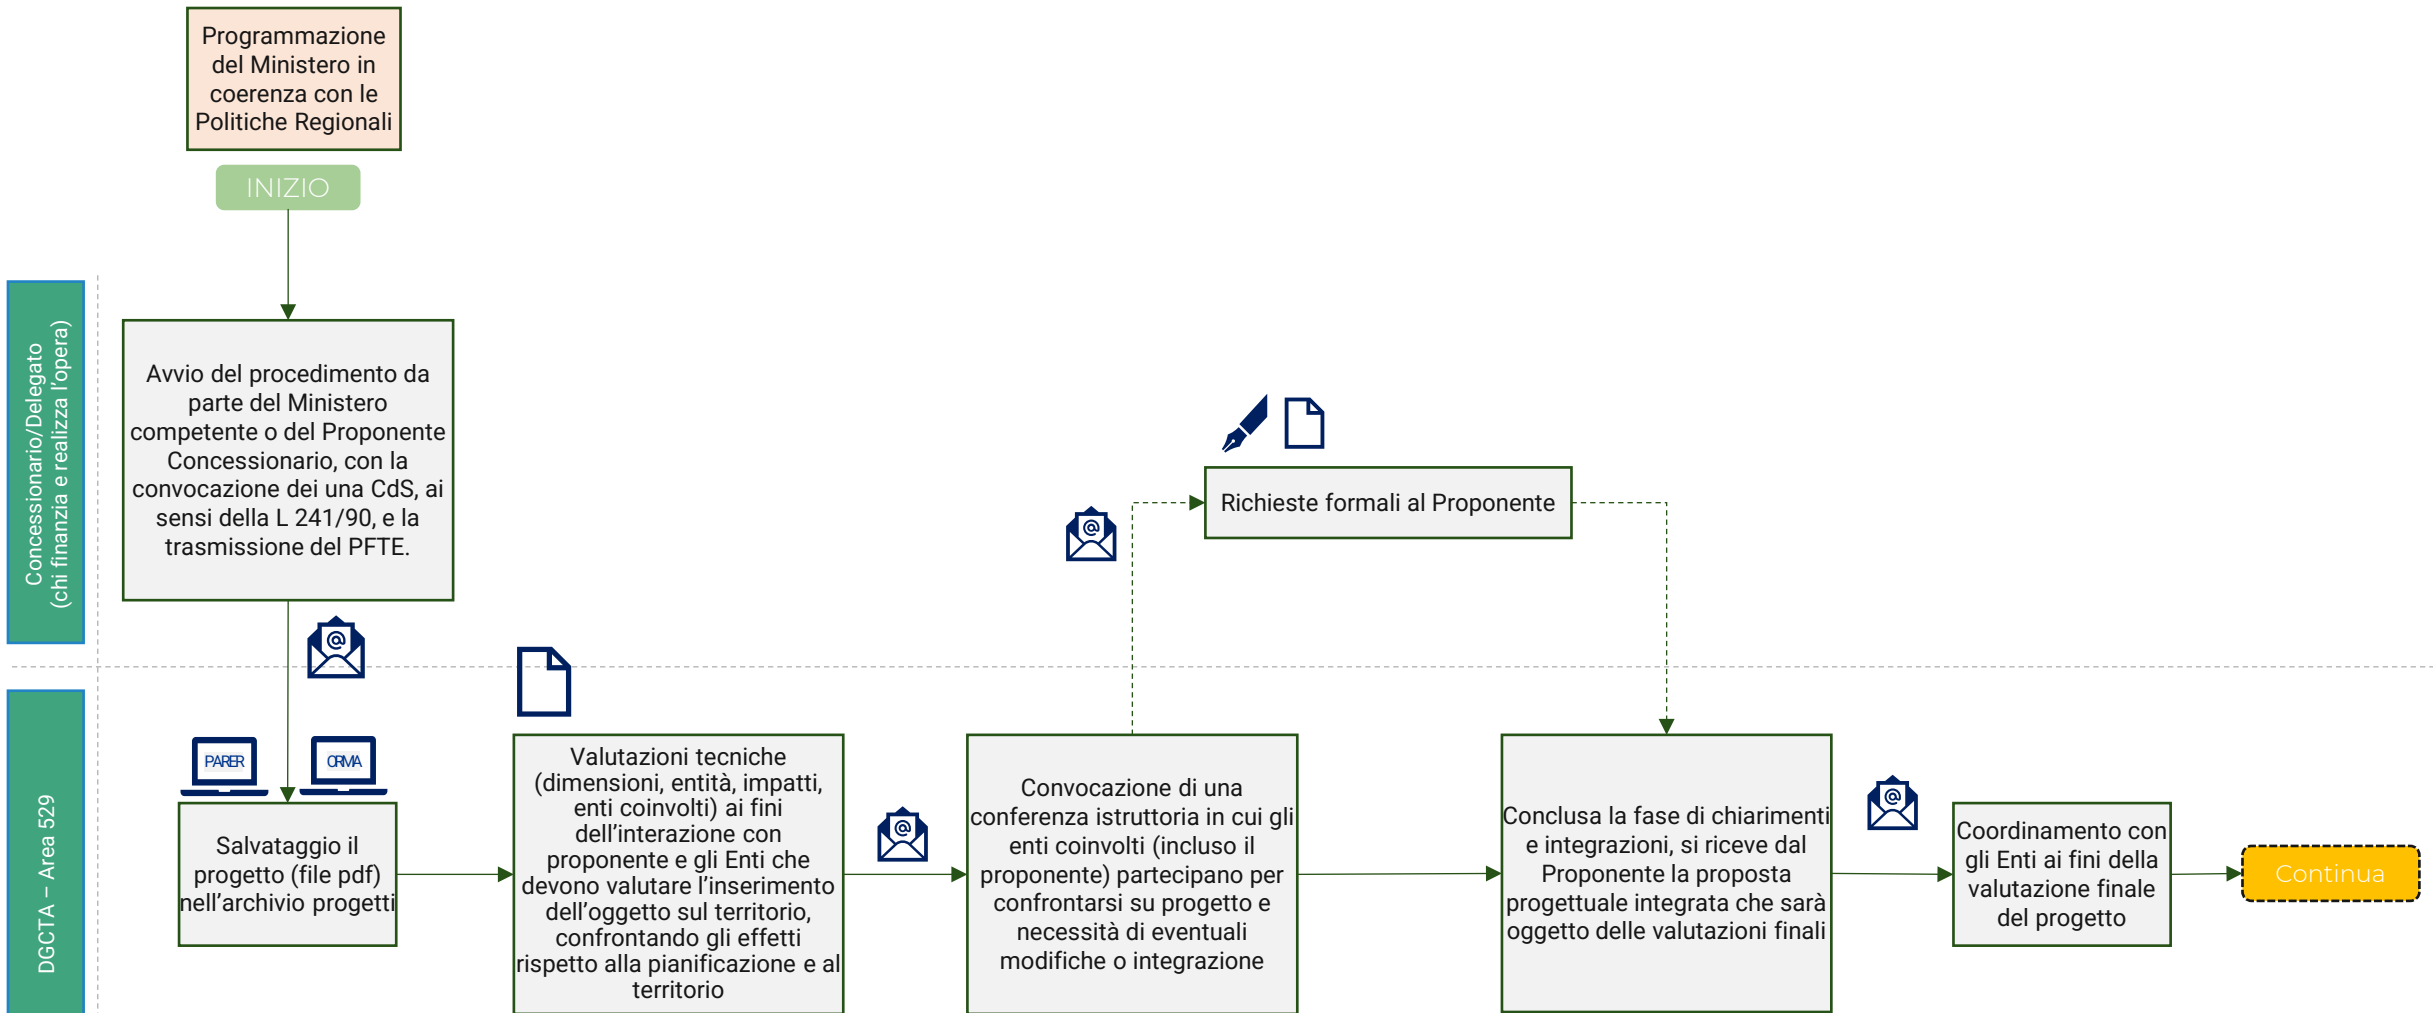 Programmazione
del Ministero in
coerenza con le
Politiche Regionali
INIZIO
Concessionario/Delegato
(chi finanzia e realizza l'opera)
Avvio del procedimento da
parte del Ministero
competente o del Proponente
Concessionario, con la
convocazione dei una CdS, ai
sensi della L 241/90, e la
trasmissione del PFTE.
@
@
Richieste formali al Proponente
DGCTA – Area 529
PARER
ORMA
Salvataggio il
progetto (file pdf)
nell'archivio progetti
Valutazioni tecniche
(dimensioni, entità, impatti,
enti coinvolti) ai fini
dell'interazione con
proponente e gli Enti che
devono valutare l'inserimento
dell'oggetto sul territorio,
confrontando gli effetti
rispetto alla pianificazione e al
territorio
@
Convocazione di una
conferenza istruttoria in cui gli
enti coinvolti (incluso il
proponente) partecipano per
confrontarsi su progetto e
necessità di eventuali
modifiche o integrazione
Conclusa la fase di chiarimenti
e integrazioni, si riceve dal
Proponente la proposta
progettuale integrata che sarà
oggetto delle valutazioni finali
@
Coordinamento con
gli Enti ai fini della
valutazione finale
del progetto
Continua